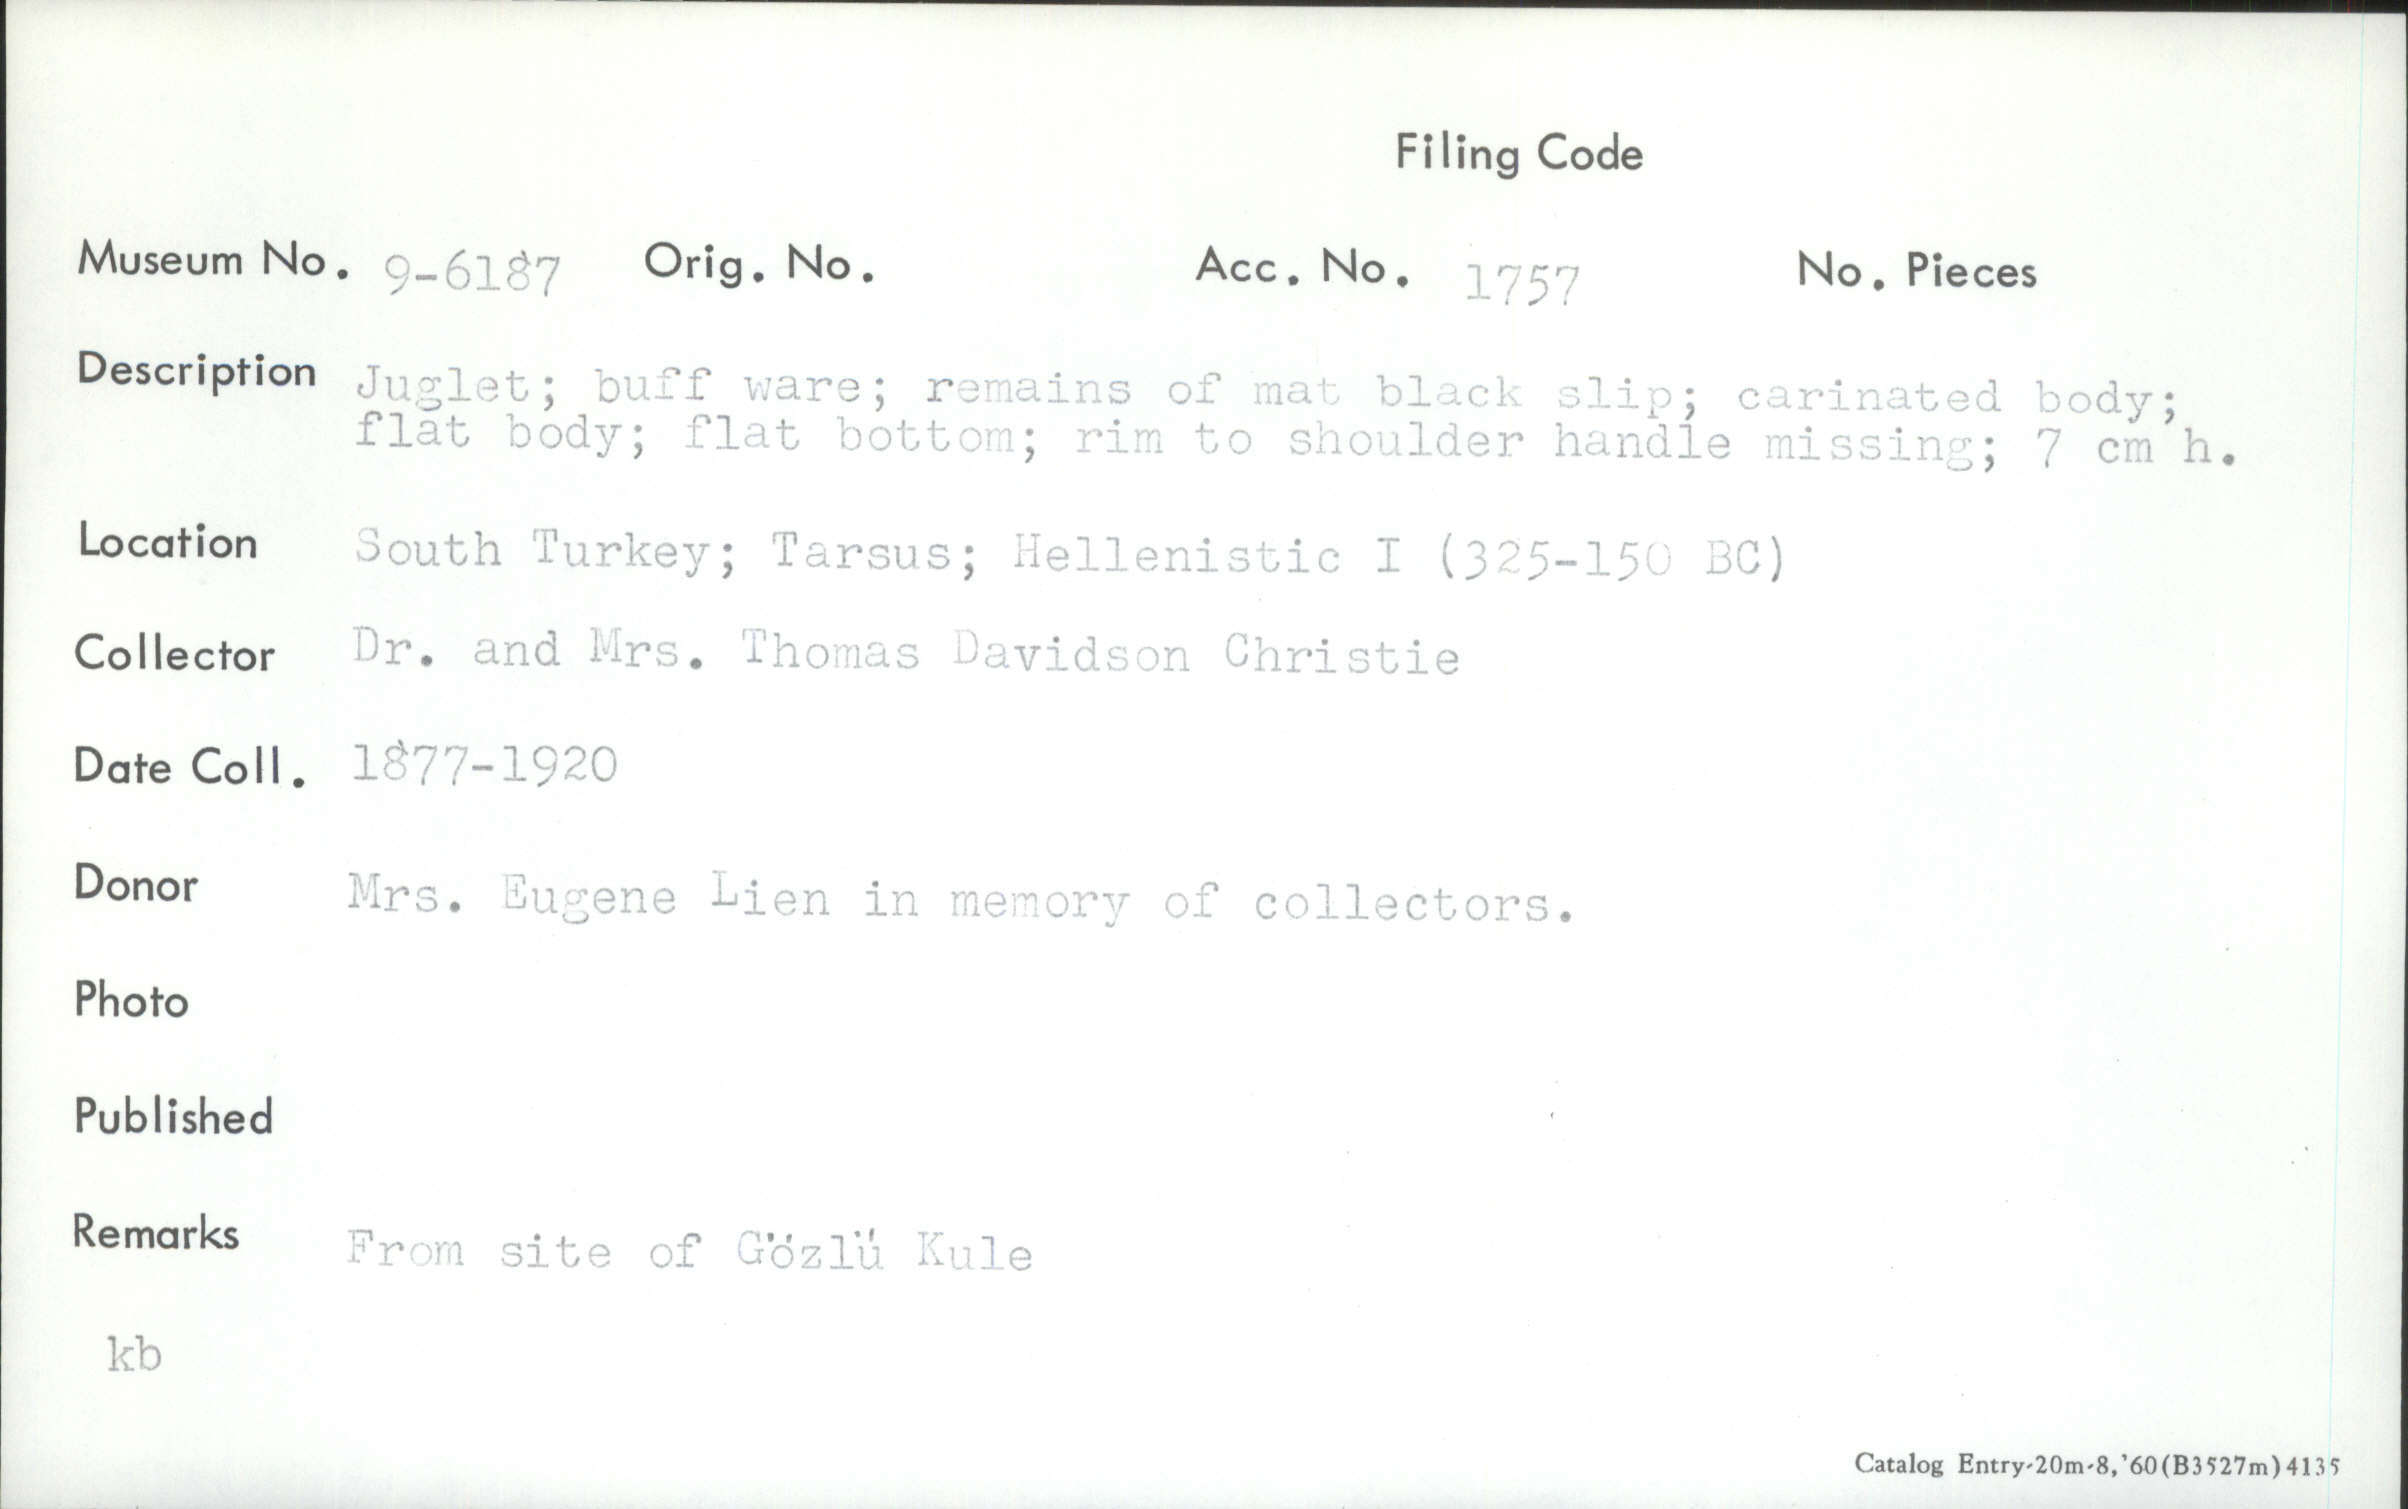 Filing Code
Museum No. 9-6187 Orig. No. Acc. No. 1757 No. Pieces
Description Juglet; buff ware; remains of mat black slip; carinated body;
flat body; flat bottom; rim to shoulder handle missing; 7 cm h.
Location South Turkey; Tarsus; Hellenistic I (325-150 BC)
Collector Dr. and Mrs. Thomas Davidson Christie
Date Coll. 1877-1920
Donor Mrs. Eugene Lien in memory of collectors.
Photo
Published
Remarks From site of Gözlü Kule
kb
Catalog Entry-20m-8,'60(B3527m)4135